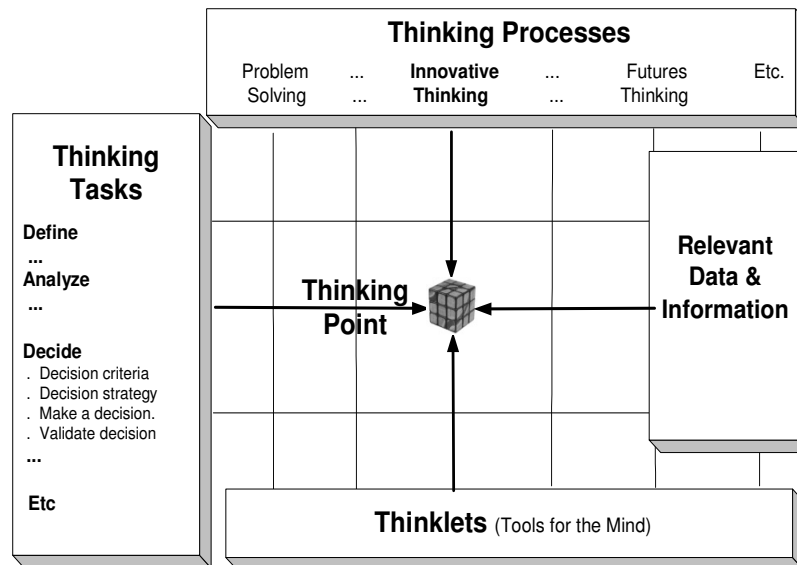 Thinking Processes
Problem ... Innovative ... Futures Etc.
Solving ... Thinking ... Thinking
Thinking
Tasks
Define
...
Analyze
...
Decide
. Decision criteria
. Decision strategy
. Make a decision.
. Validate decision
...
Etc
Thinking
Point
Relevant
Data &
Information
Thinklets (Tools for the Mind)